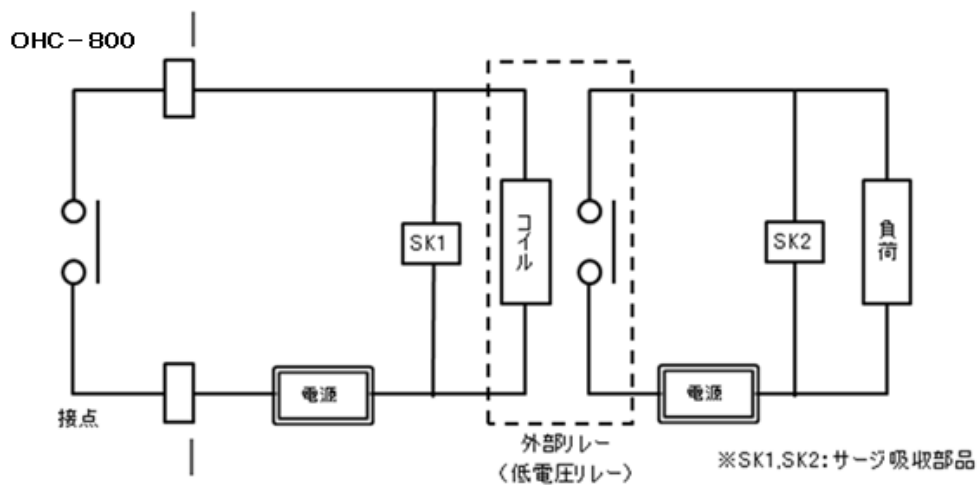 OHC-800
SK1
コイル
SK2
負荷
電源
電源
接点
外部リレー
(低電圧リレー)
※SK1.SK2:サージ吸収部品